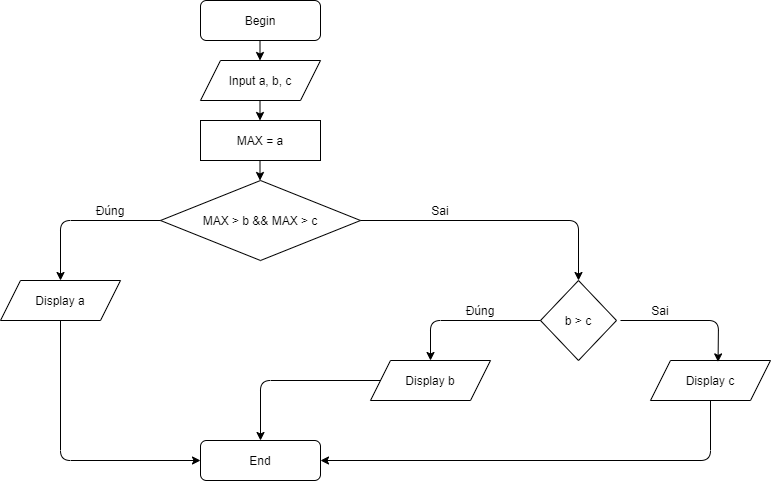 Begin
Input a, b, c
MAX = a
MAX > b && MAX > c
Đúng
Sai
Display a
b > c
Đúng
Sai
Display b
Display c
End